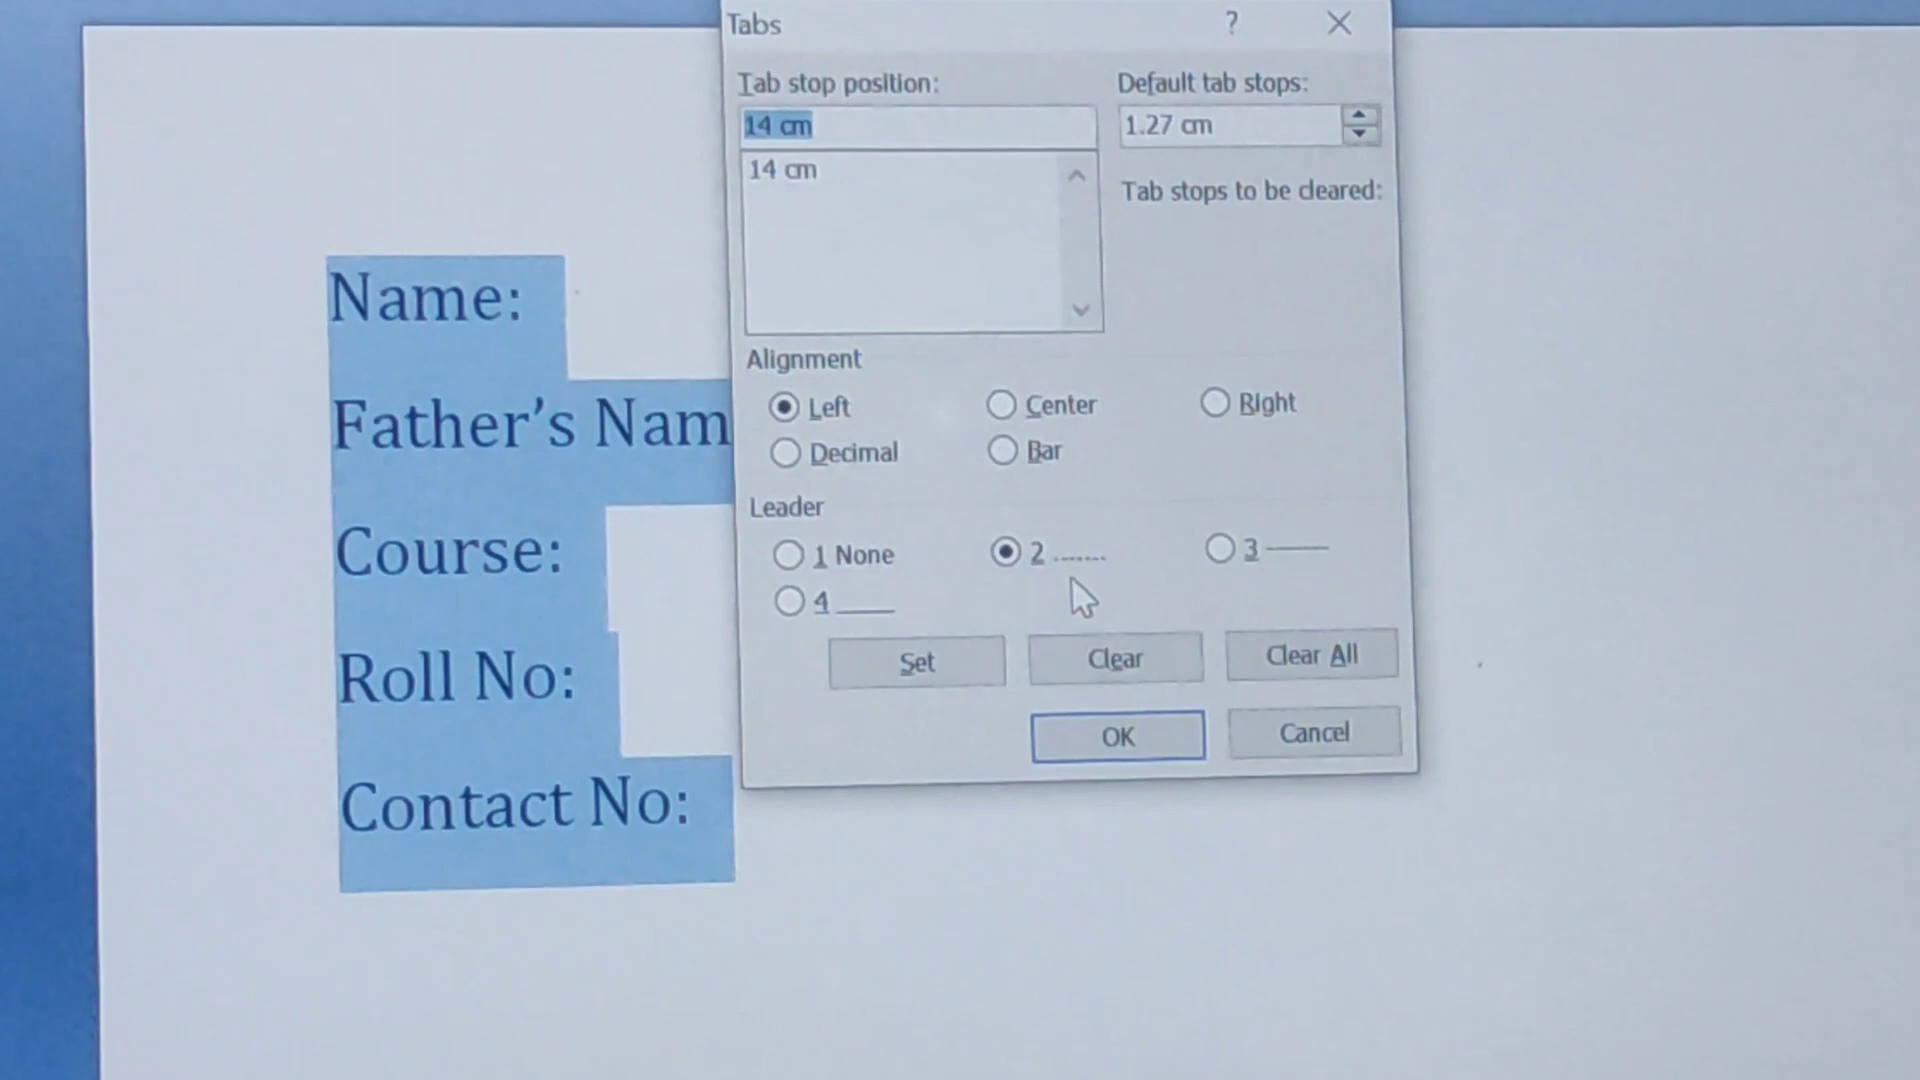 Tabs ?
Tab stop position: Default tab stops:
14 cm 1.27 cm
14 cm
Tab stops to be cleared:
Alignment
Left Center Right
Decimal Bar
Leader
1 None 2 ....... 3 ——
4 ____
Set Clear Clear All
OK Cancel
Name:
Father’s Nam
Course:
Roll No:
Contact No: